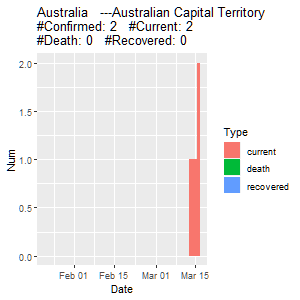 Australia   ---Australian Capital Territory
#Confirmed: 2   #Current: 2
#Death: 0   #Recovered: 0
2.0
1.5
1.0
0.5
0.0
Num
Feb 01
Feb 15
Mar 01
Mar 15
Date
Type
current
death
recovered